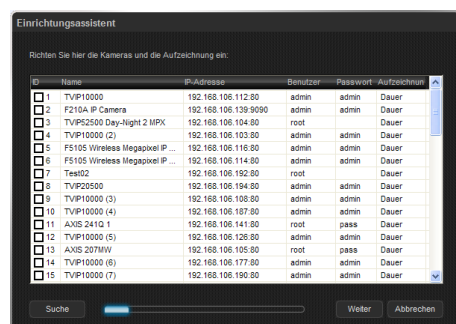 Einrichtungsassistent
Richten Sie hier die Kameras und die Aufzeichnung ein:
ID Name IP-Adresse Benutzer Passwort Aufzeichnun
1 TVIP10000 192.168.106.112:80 admin admin Dauer
2 F210A IP Camera 192.168.106.139:9090 admin admin Dauer
3 TVIP52500 Day-Night 2 MPX 192.168.106.104:80 root Dauer
4 TVIP10000 (2) 192.168.106.103:80 admin admin Dauer
5 F5105 Wireless Megapixel IP ... 192.168.106.116:80 admin admin Dauer
6 F5105 Wireless Megapixel IP ... 192.168.106.114:80 admin admin Dauer
7 Test02 192.168.106.192:80 root Dauer
8 TVIP20500 192.168.106.194:80 admin admin Dauer
9 TVIP10000 (3) 192.168.106.108:80 admin admin Dauer
10 TVIP10000 (4) 192.168.106.187:80 admin admin Dauer
11 AXIS 241Q 1 192.168.106.141:80 root pass Dauer
12 TVIP10000 (5) 192.168.106.126:80 admin admin Dauer
13 AXIS 207MW 192.168.106.105:80 root pass Dauer
14 TVIP10000 (6) 192.168.106.177:80 admin admin Dauer
15 TVIP10000 (7) 192.168.106.190:80 admin admin Dauer
Suche Weiter Abbrechen